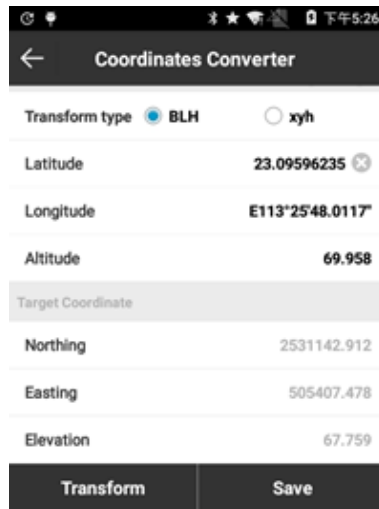 下午5:26
Coordinates Converter
Transform type BLH xyh
Latitude 23.09596235
Longitude E113°25'48.0117"
Altitude 69.958
Target Coordinate
Northing 2531142.912
Easting 505407.478
Elevation 67.759
Transform Save